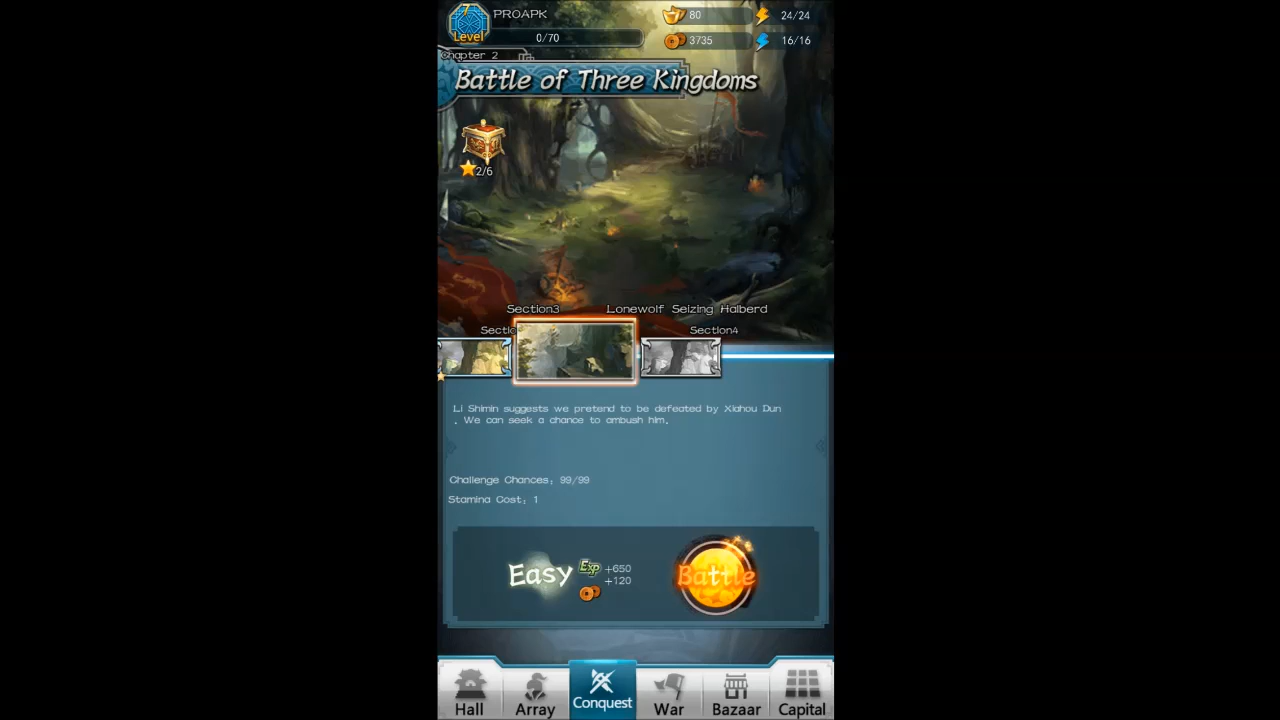 7
Level
PROAPK
0/70
80
24/24
3735
16/16
Chapter 2
Battle of Three Kingdoms
2/6
Section3
Lonewolf Seizing Halberd
Sectio
Section4
Li Shimin suggests we pretend to be defeated by Xiahou Dun
. We can seek a chance to ambush him.
Challenge Chances: 99/99
Stamina Cost: 1
Easy
Exp
+650
+120
Battle
Hall
Array
Conquest
War
Bazaar
Capital